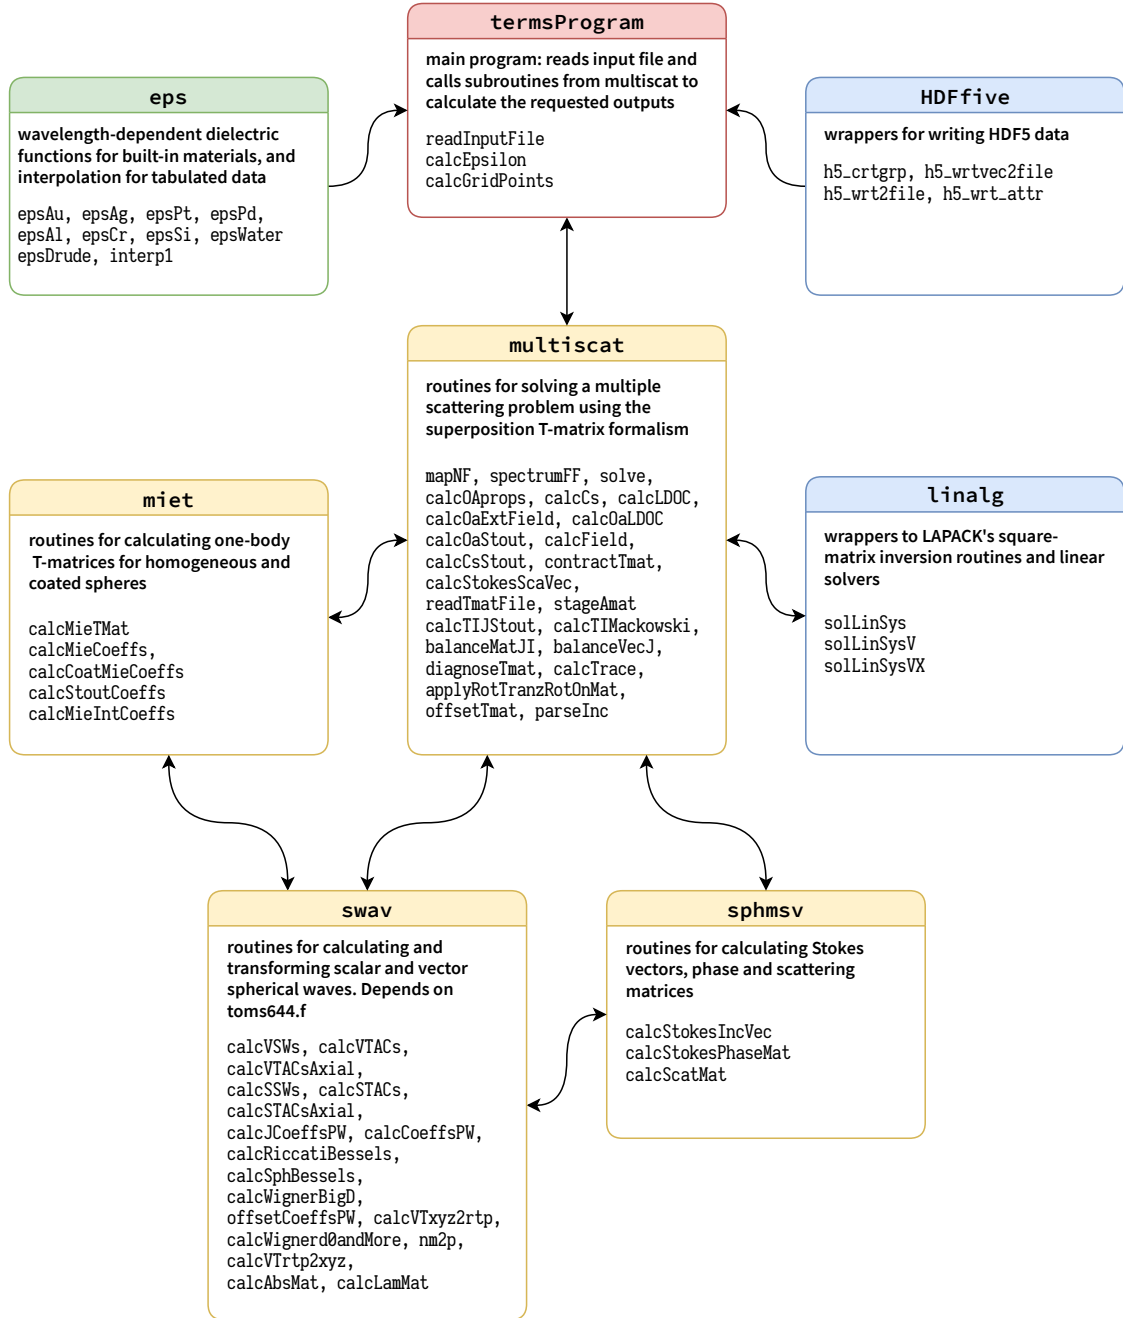 termsProgram
main program: reads input file and
calls subroutines from multiscat to
calculate the requested outputs
readInputFile
calcEpsilon
calcGridPoints
eps
wavelength-dependent dielectric
functions for built-in materials, and
interpolation for tabulated data
epsAu, epsAg, epsPt, epsPd,
epsAl, epsCr, epsSi, epsWater
epsDrude, interp1
HDFfive
wrappers for writing HDF5 data
h5_crtgrp, h5_wrtvec2file
h5_wrt2file, h5_wrt_attr
multiscat
routines for solving a multiple
scattering problem using the
superposition T-matrix formalism
mapNF, spectrumFF, solve,
calcOAprops, calcCs, calcLDOC,
calcOaExtField, calcOaLDOC
calcOaStout, calcField,
calcCsStout, contractTmat,
calcStokesScaVec,
readTmatFile, stageAmat
calcTIJStout, calcTIMackowski,
balanceMatJI, balanceVecJ,
diagnoseTmat, calcTrace,
applyRotTranzRotOnMat,
offsetTmat, parseInc
miet
routines for calculating one-body
T-matrices for homogeneous and
coated spheres
calcMieTMat
calcMieCoeffs,
calcCoatMieCoeffs
calcStoutCoeffs
calcMieIntCoeffs
linalg
wrappers to LAPACK's square-
matrix inversion routines and linear
solvers
solLinSys
solLinSysV
solLinSysVX
swav
routines for calculating and
transforming scalar and vector
spherical waves. Depends on
toms644.f
calcVSWs, calcVTACs,
calcVTACsAxial,
calcSSWs, calcSTACs,
calcSTACsAxial,
calcJCoeffsPW, calcCoeffsPW,
calcRiccatiBessels,
calcSphBessels,
calcWignerBigD,
offsetCoeffsPW, calcVTxyz2rtp,
calcWignerd0andMore, nm2p,
calcVTrtp2xyz,
calcAbsMat, calcLamMat
sphmsv
routines for calculating Stokes
vectors, phase and scattering
matrices
calcStokesIncVec
calcStokesPhaseMat
calcScatMat